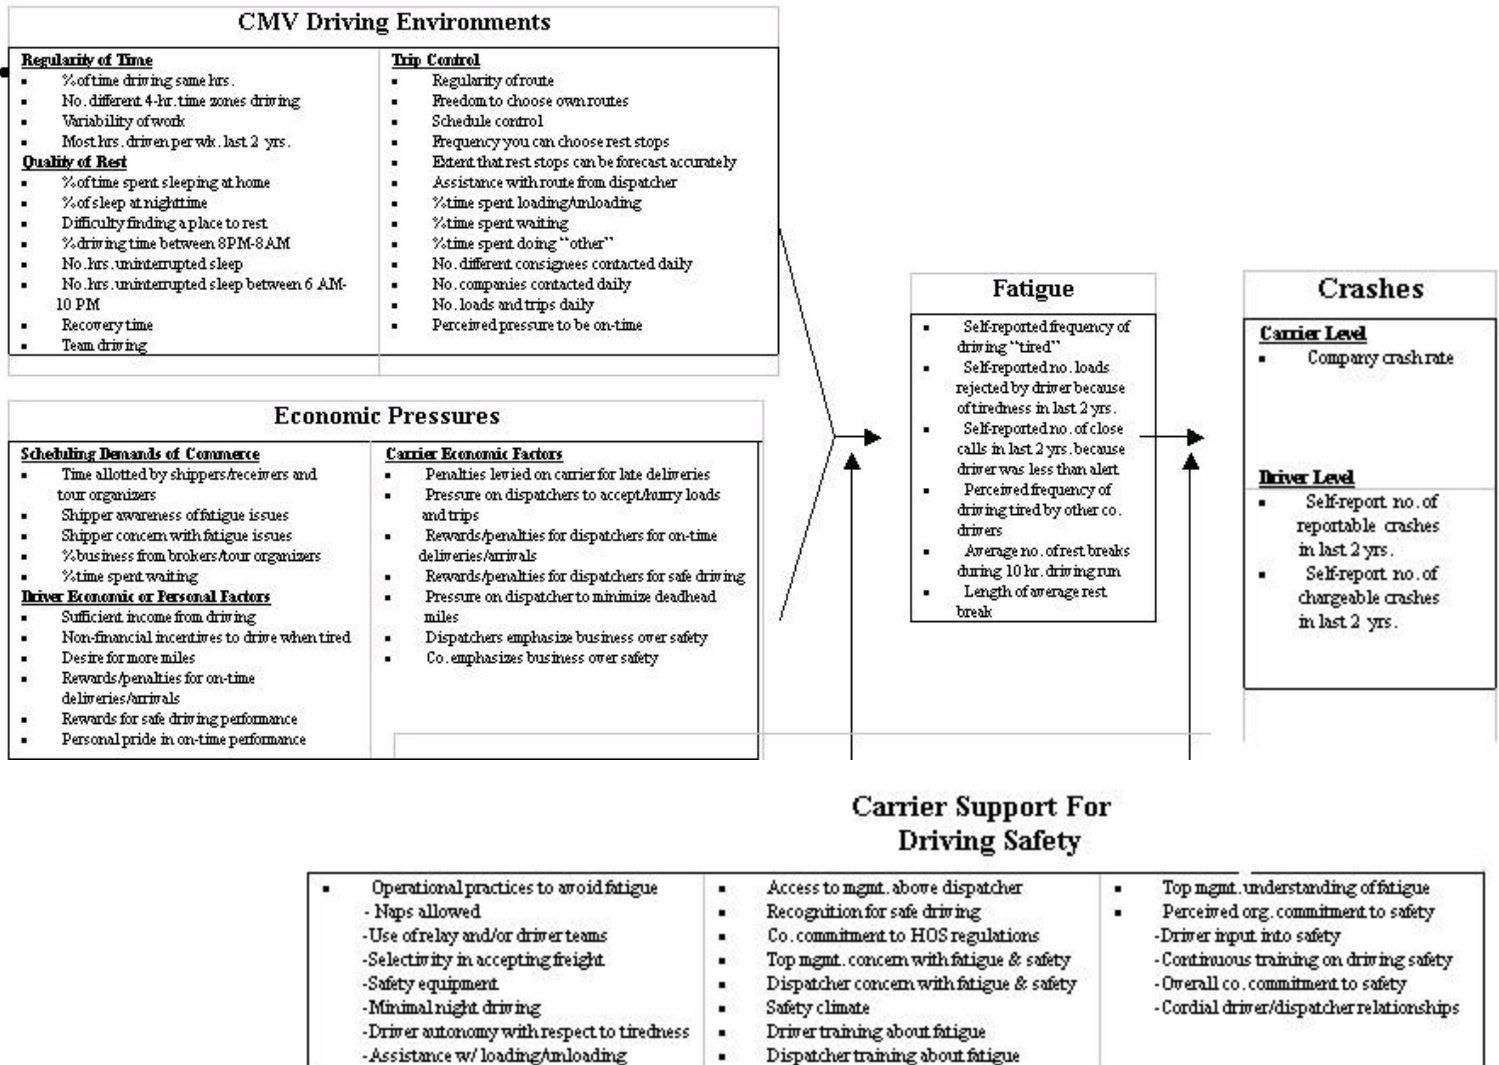 CMV Driving Environments
Regularity of Time
▪ % of time driving same hrs.
▪ No. different 4-hr. time zones driving
▪ Variability of work
▪ Most hrs. driven per wk. last 2 yrs.
Quality of Rest
▪ % of time spent sleeping at home
▪ % of sleep at nighttime
▪ Difficulty finding a place to rest
▪ % driving time between 8PM-8AM
▪ No. hrs. uninterrupted sleep
▪ No. hrs. uninterrupted sleep between 6 AM-
10 PM
▪ Recovery time
▪ Team driving
Trip Control
▪ Regularity of route
▪ Freedom to choose own routes
▪ Schedule control
▪ Frequency you can choose rest stops
▪ Extent that rest stops can be forecast accurately
▪ Assistance with route from dispatcher
▪ % time spent loading/unloading
▪ % time spent waiting
▪ % time spent doing “other”
▪ No. different consignees contacted daily
▪ No. companies contacted daily
▪ No. loads and trips daily
▪ Perceived pressure to be on-time
Economic Pressures
Scheduling Demands of Commerce
▪ Time allotted by shippers/receivers and
tour organizers
▪ Shipper awareness of fatigue issues
▪ Shipper concern with fatigue issues
▪ % business from brokers/tour organizers
▪ % time spent waiting
Driver Economic or Personal Factors
▪ Sufficient income from driving
▪ Non-financial incentives to drive when tired
▪ Desire for more miles
▪ Rewards/penalties for on-time
deliveries/arrivals
▪ Rewards for safe driving performance
▪ Personal pride in on-time performance
Carrier Economic Factors
▪ Penalties levied on carrier for late deliveries
▪ Pressure on dispatchers to accept/hurry loads
and trips
▪ Rewards/penalties for dispatchers for on-time
deliveries/arrivals
▪ Rewards/penalties for dispatchers for safe driving
▪ Pressure on dispatcher to minimize deadhead
miles
▪ Dispatchers emphasize business over safety
▪ Co. emphasizes business over safety
Fatigue
▪ Self-reported frequency of
driving “tired”
▪ Self-reported no. loads
rejected by driver because
of tiredness in last 2 yrs.
▪ Self-reported no. of close
calls in last 2 yrs. because
driver was less than alert
▪ Perceived frequency of
driving tired by other co.
drivers
▪ Average no. of rest breaks
during 10 hr. driving run
▪ Length of average rest
break
Crashes
Carrier Level
▪ Company crash rate
Driver Level
▪ Self-report no. of
reportable crashes
in last 2 yrs.
▪ Self-report no. of
chargeable crashes
in last 2 yrs.
Carrier Support For
Driving Safety
▪ Operational practices to avoid fatigue
- Naps allowed
-Use of relay and/or driver teams
-Selectivity in accepting freight
-Safety equipment
-Minimal night driving
-Driver autonomy with respect to tiredness
-Assistance w/ loading/unloading
▪ Access to mgmt. above dispatcher
▪ Recognition for safe driving
▪ Co. commitment to HOS regulations
▪ Top mgmt. concern with fatigue & safety
▪ Dispatcher concern with fatigue & safety
▪ Safety climate
▪ Driver training about fatigue
▪ Dispatcher training about fatigue
▪ Top mgmt. understanding of fatigue
▪ Perceived org. commitment to safety
-Driver input into safety
-Continuous training on driving safety
-Overall co. commitment to safety
-Cordial driver/dispatcher relationships